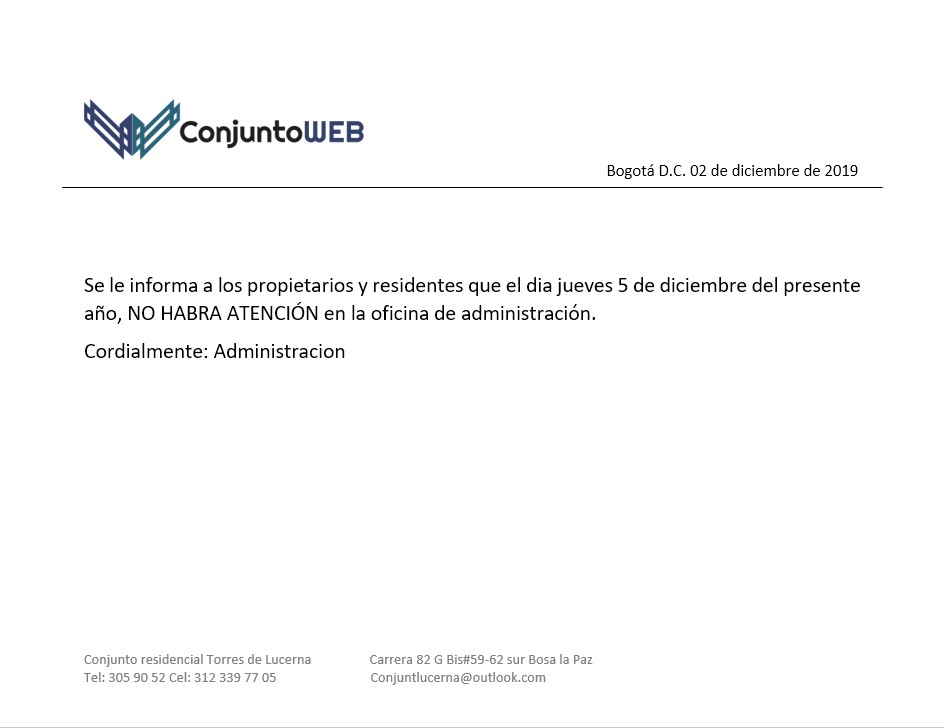 ConjuntoWEB
Bogotá D.C. 02 de diciembre de 2019
Se le informa a los propietarios y residentes que el dia jueves 5 de diciembre del presente
año, NO HABRA ATENCIÓN en la oficina de administración.
Cordialmente: Administracion
Conjunto residencial Torres de Lucerna Carrera 82 G Bis#59-62 sur Bosa la Paz
Tel: 305 90 52 Cel: 312 339 77 05 Conjuntlucerna@outlook.com